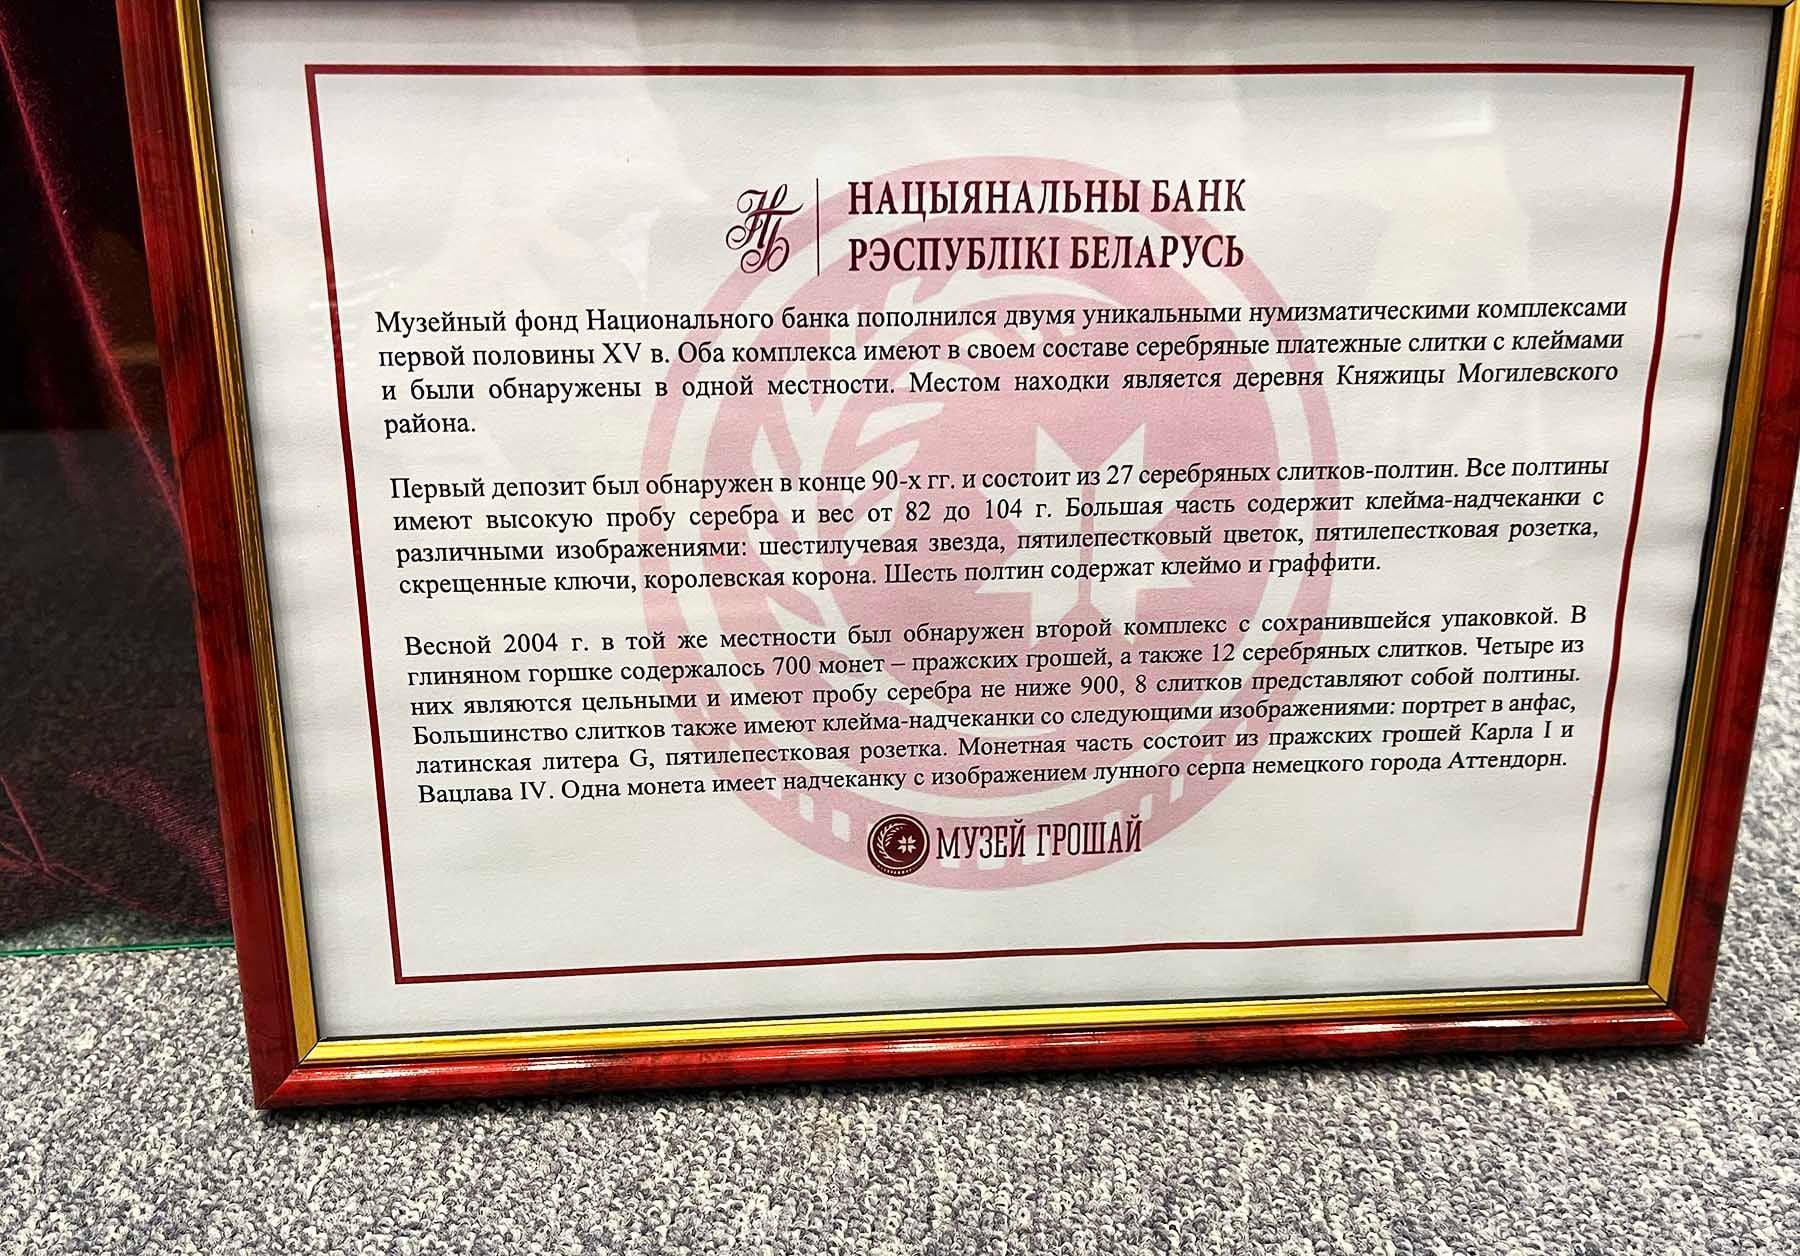 НБ
НАЦЫЯНАЛЬНЫ БАНК
РЭСПУБЛІКІ БЕЛАРУСЬ
Музейный фонд Национального банка пополнился двумя уникальными нумизматическими комплексами
первой половины XV в. Оба комплекса имеют в своем составе серебряные платежные слитки с клеймами
и были обнаружены в одной местности. Местом находки является деревня Княжицы Могилевского
района.
Первый депозит был обнаружен в конце 90-х гг. и состоит из 27 серебряных слитков-полтин. Все полтины
имеют высокую пробу серебра и вес от 82 до 104 г. Большая часть содержит клейма-надчеканки с
различными изображениями: шестилучевая звезда, пятилепестковый цветок, пятилепестковая розетка,
скрещенные ключи, королевская корона. Шесть полтин содержат клеймо и граффити.
Весной 2004 г. в той же местности был обнаружен второй комплекс с сохранившейся упаковкой. В
глиняном горшке содержалось 700 монет – пражских грошей, а также 12 серебряных слитков. Четыре из
них являются цельными и имеют пробу серебра не ниже 900, 8 слитков представляют собой полтины.
Большинство слитков также имеют клейма-надчеканки со следующими изображениями: портрет в анфас,
латинская литера G, пятилепестковая розетка. Монетная часть состоит из пражских грошей Карла I и
Вацлава IV. Одна монета имеет надчеканку с изображением лунного серпа немецкого города Аттендорн.
МУЗЕЙ ГРОШАЙ